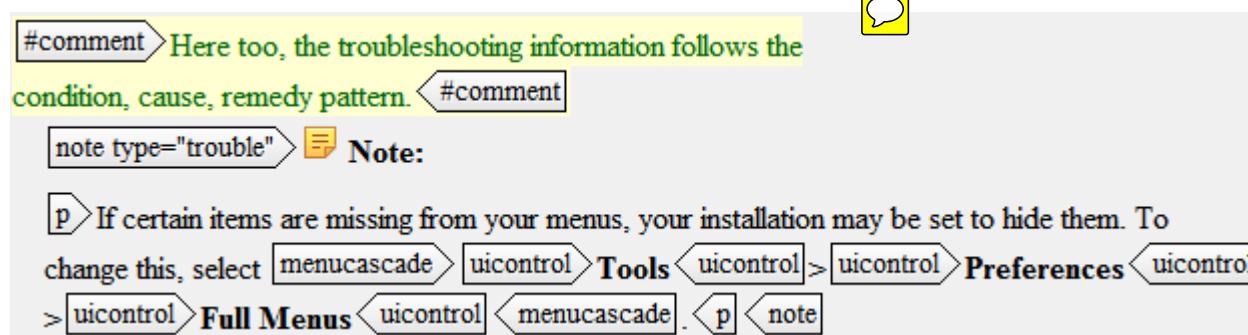 #comment Here too, the troubleshooting information follows the
condition, cause, remedy pattern. #comment
note type="trouble" Note:
p If certain items are missing from your menus, your installation may be set to hide them. To
change this, select menucascade uicontrol Tools uicontrol > uicontrol Preferences uicontrol
> uicontrol Full Menus uicontrol menucascade . p note